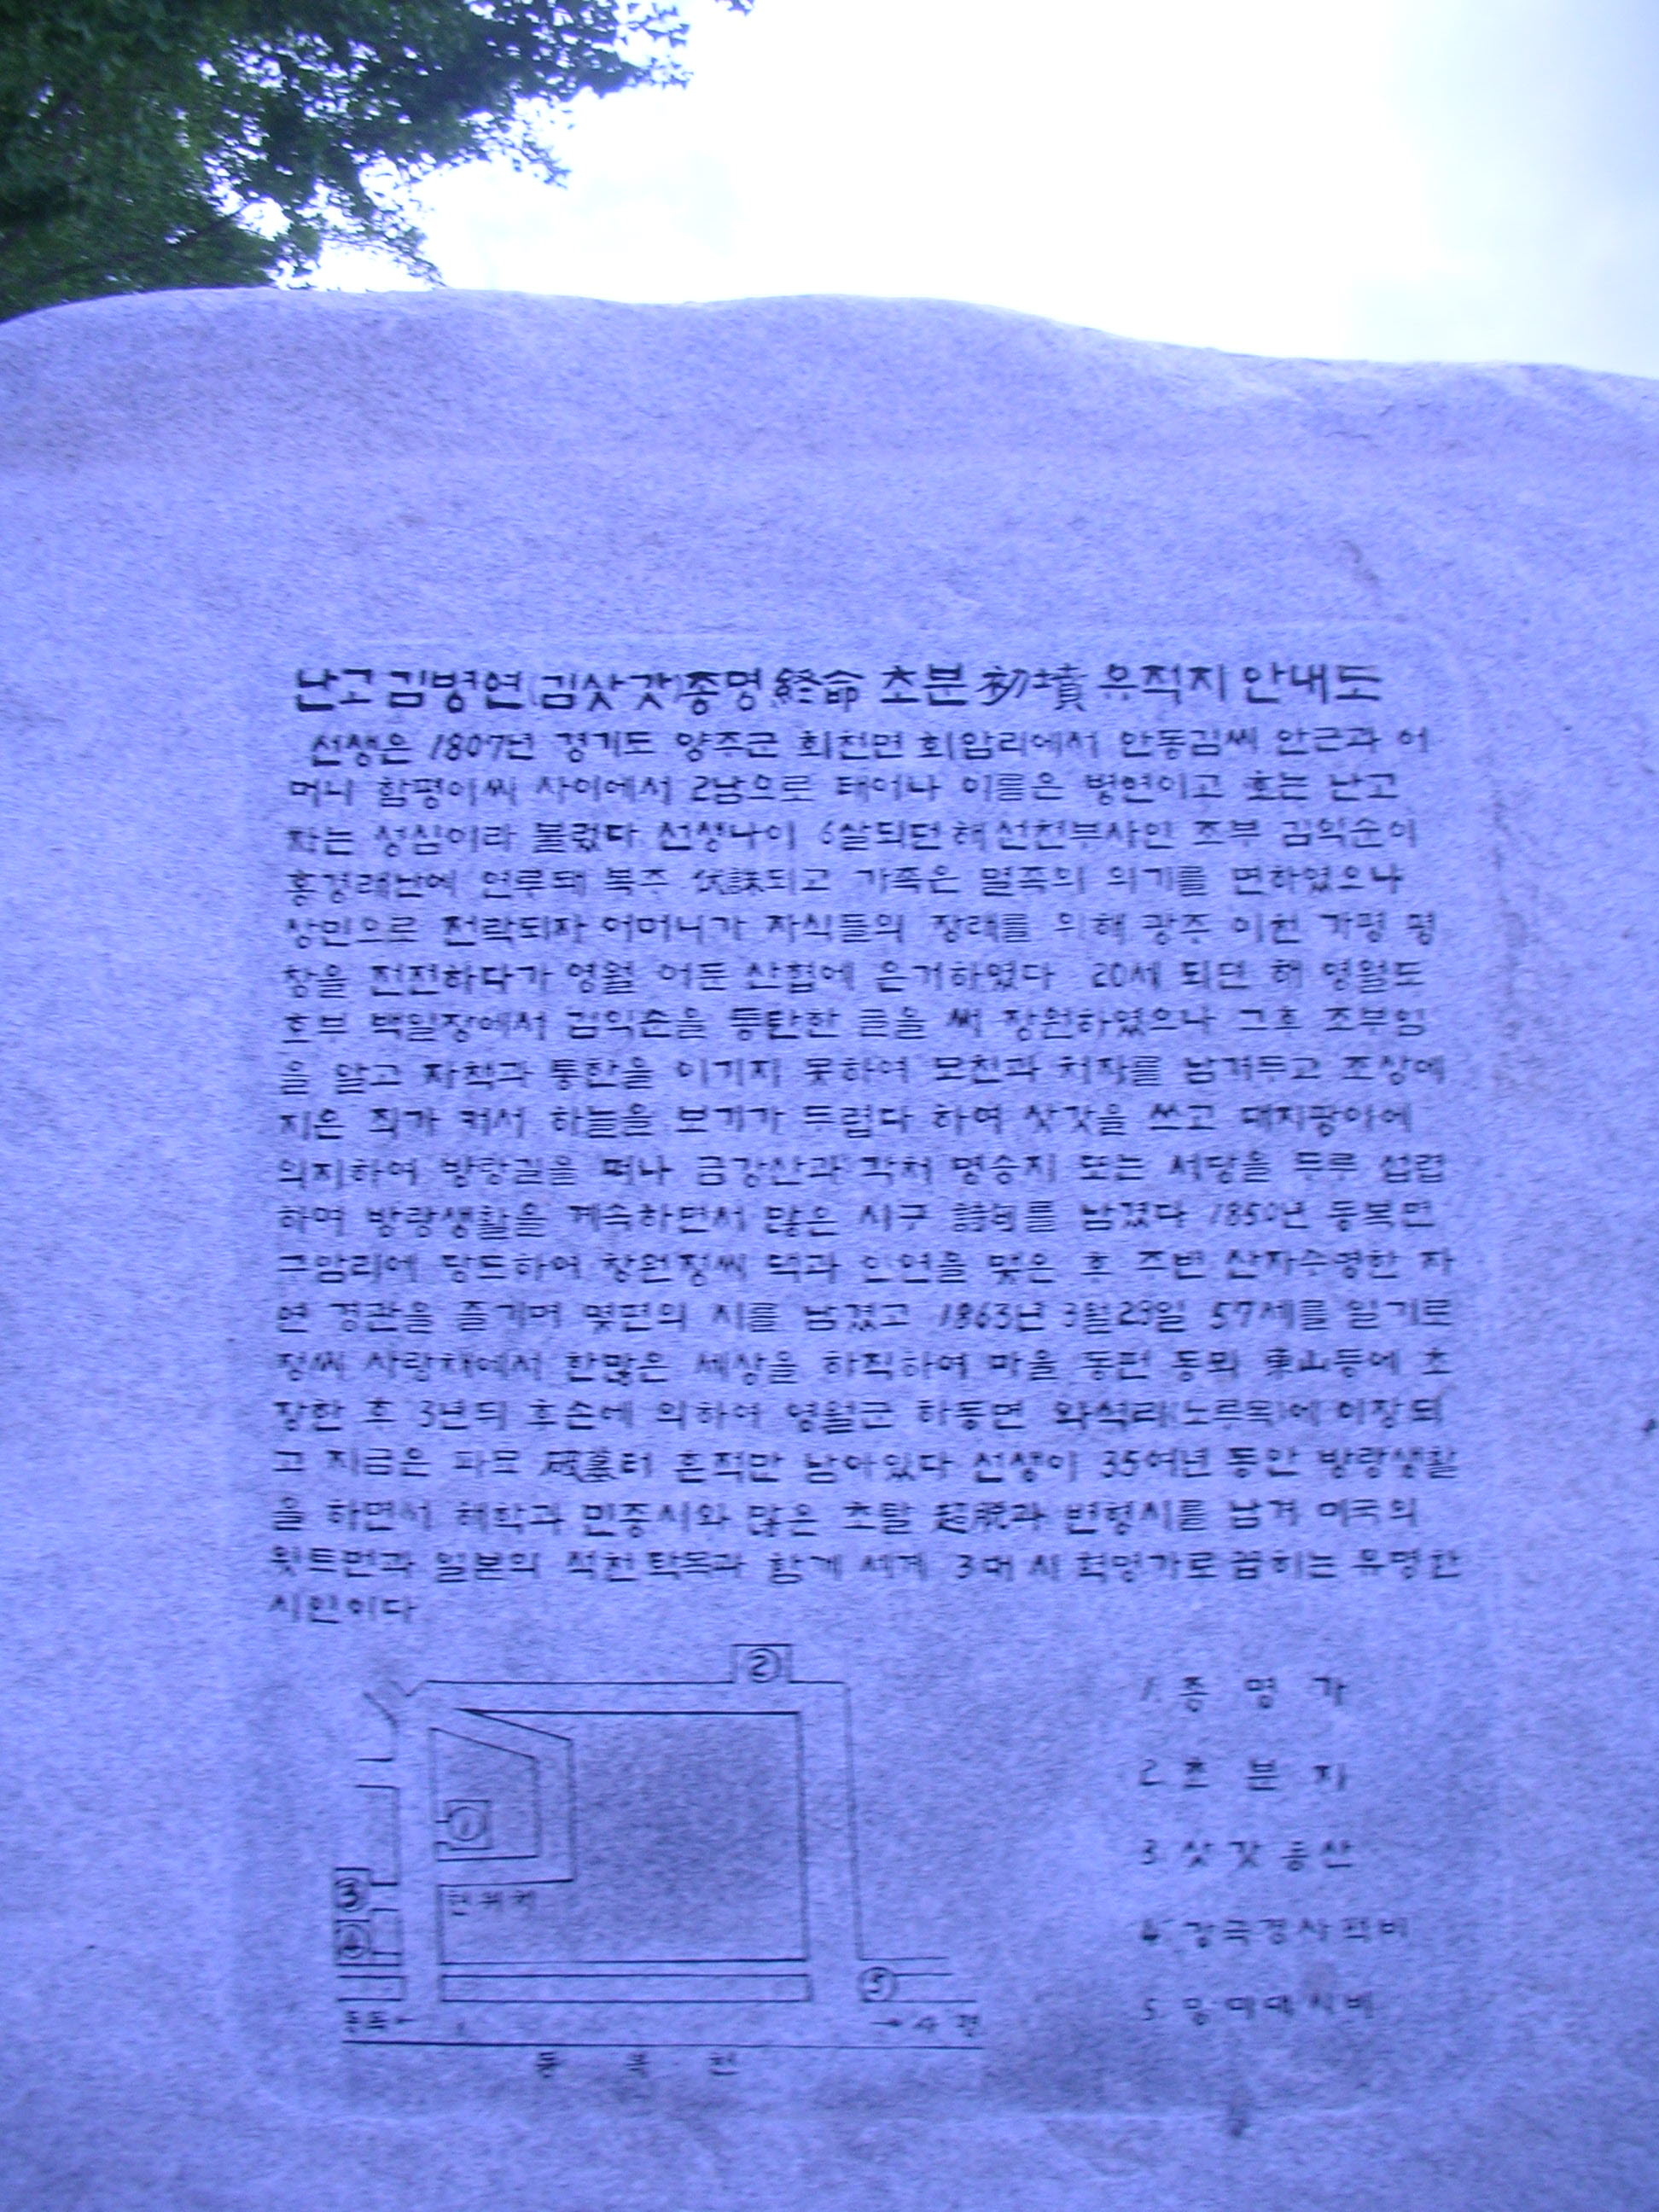 난고 김병연(김삿갓)종명終命 초분初墳 유적지 안내도
선생은 1807년 경기도 양주군 회천면 회암리에서 안동김씨 안근과 어
머니 함평이씨 사이에서 2남으로 태어나 이름은 병연이고 호는 난고
자는 성심이라 불렀다 선생나이 6살되던해 선천부사인 조부 김익순이
홍경래난에 연루돼 복주 伏誅되고 가족은 멸족의 위기를 면하였으나
상민으로 전락되자 어머니가 자식들의 장래를 위해 광주 이천 가평 평
창을 전전하다가 영월 어둔 산협에 은거하였다 20세 되던 해 영월도
호부 백일장에서 김익순을 통탄한 글을 써 장원하였으나 그후 조부임
을 알고 자책과 통한을 이기지 못하여 모친과 처자를 남겨두고 조상에
지은 죄가 커서 하늘을 보기가 두렵다 하여 삿갓을 쓰고 대지팡이에
의지하여 방랑길을 떠나 금강산과 각처 명승지 또는 서당을 두루 섭렵
하며 방랑생활을 계속하면서 많은 시구 詩句를 남겼다 1850년 동복면
구암리에 당도하여 창원정씨 댁과 인연을 맺은 후 주변 산자수명한 자
연 경관을 즐기며 몇편의 시를 남겼고 1863년 3월29일 57세를 일기로
정씨 사랑채에서 한많은 세상을 하직하여 마을 동편 동뫼 東山등에 초
장한 후 3년뒤 후손에 의하여 영월군 하동면 와석리(노루목)에 이장되
고 지금은 파묘 破墓터 흔적만 남아있다 선생이 35여년 동안 방랑생활
을 하면서 해학과 민중시와 많은 초탈 超脫과 변형시를 남겨 미국의
윗트먼과 일본의 석천탁목과 함께 세계 3대 시 혁명가로 꼽히는 유명한
시인이다
②
1. 종명가
2. 초분지
①
3. 삿갓동산
③
현위치
4.
④
⑤
5. 망미대시비
동복← →사평
동복천